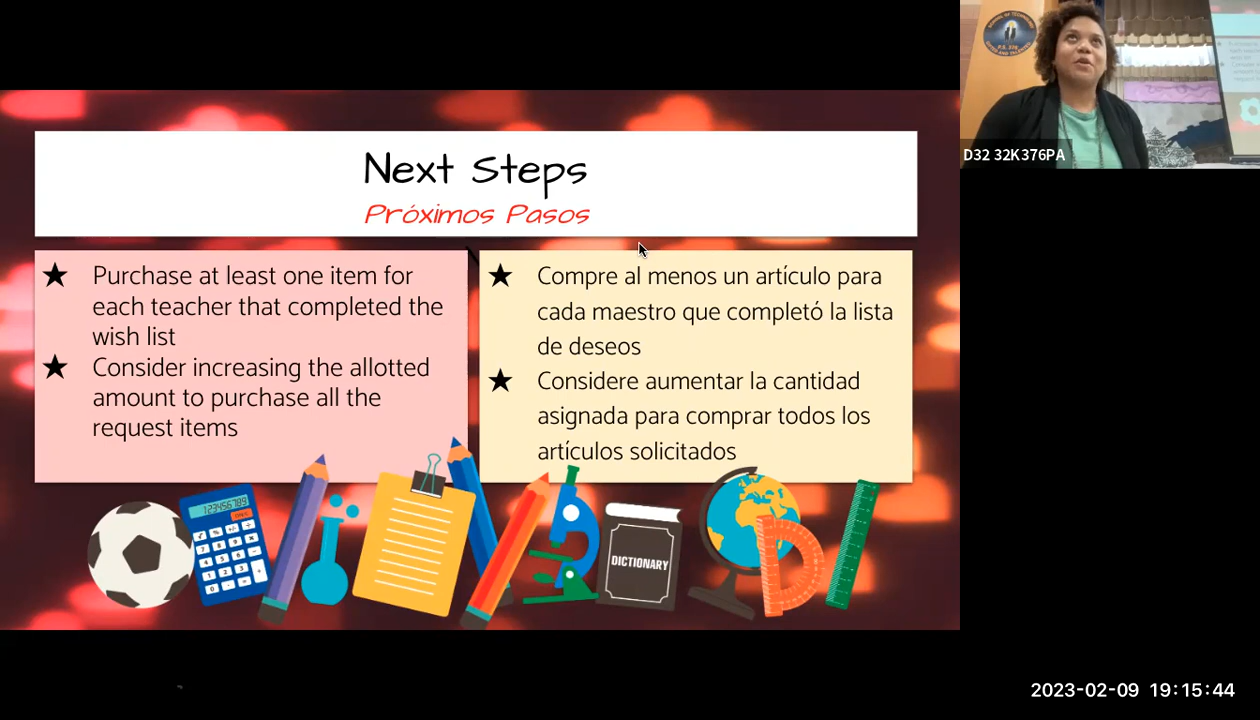 Next Steps
Próximos Pasos
Purchase at least one item for
each teacher that completed the
wish list
Consider increasing the allotted
amount to purchase all the
request items
Compre al menos un artículo para
cada maestro que completó la lista
de deseos
Considere aumentar la cantidad
asignada para comprar todos los
artículos solicitados
123456789
DICTIONARY
D32 32K376PA
2023-02-09 19:15:44